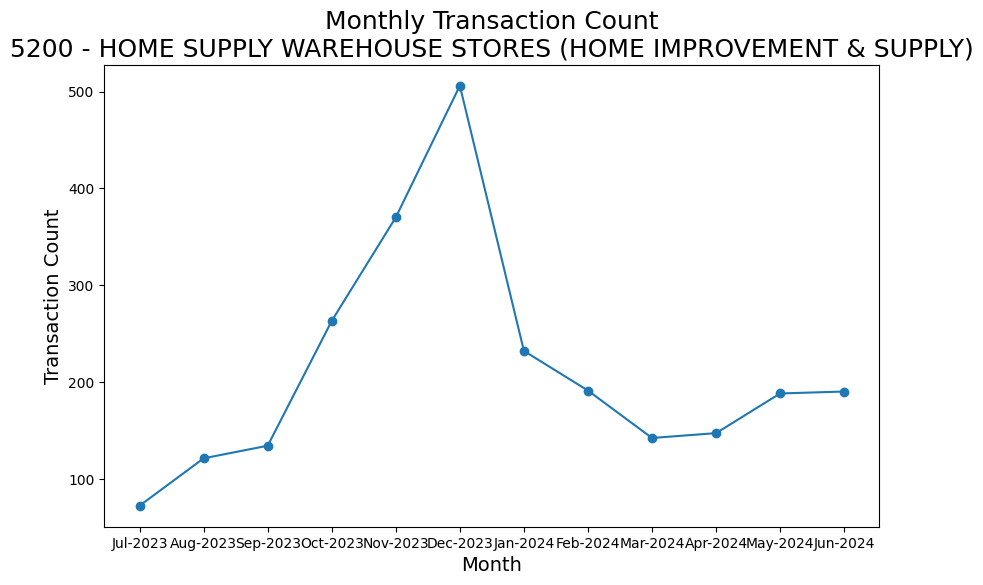 Monthly Transaction Count
5200 - HOME SUPPLY WAREHOUSE STORES (HOME IMPROVEMENT & SUPPLY)
Transaction Count
500
400
300
200
100
Jul-2023 Aug-2023 Sep-2023 Oct-2023 Nov-2023 Dec-2023 Jan-2024 Feb-2024 Mar-2024 Apr-2024 May-2024 Jun-2024
Month